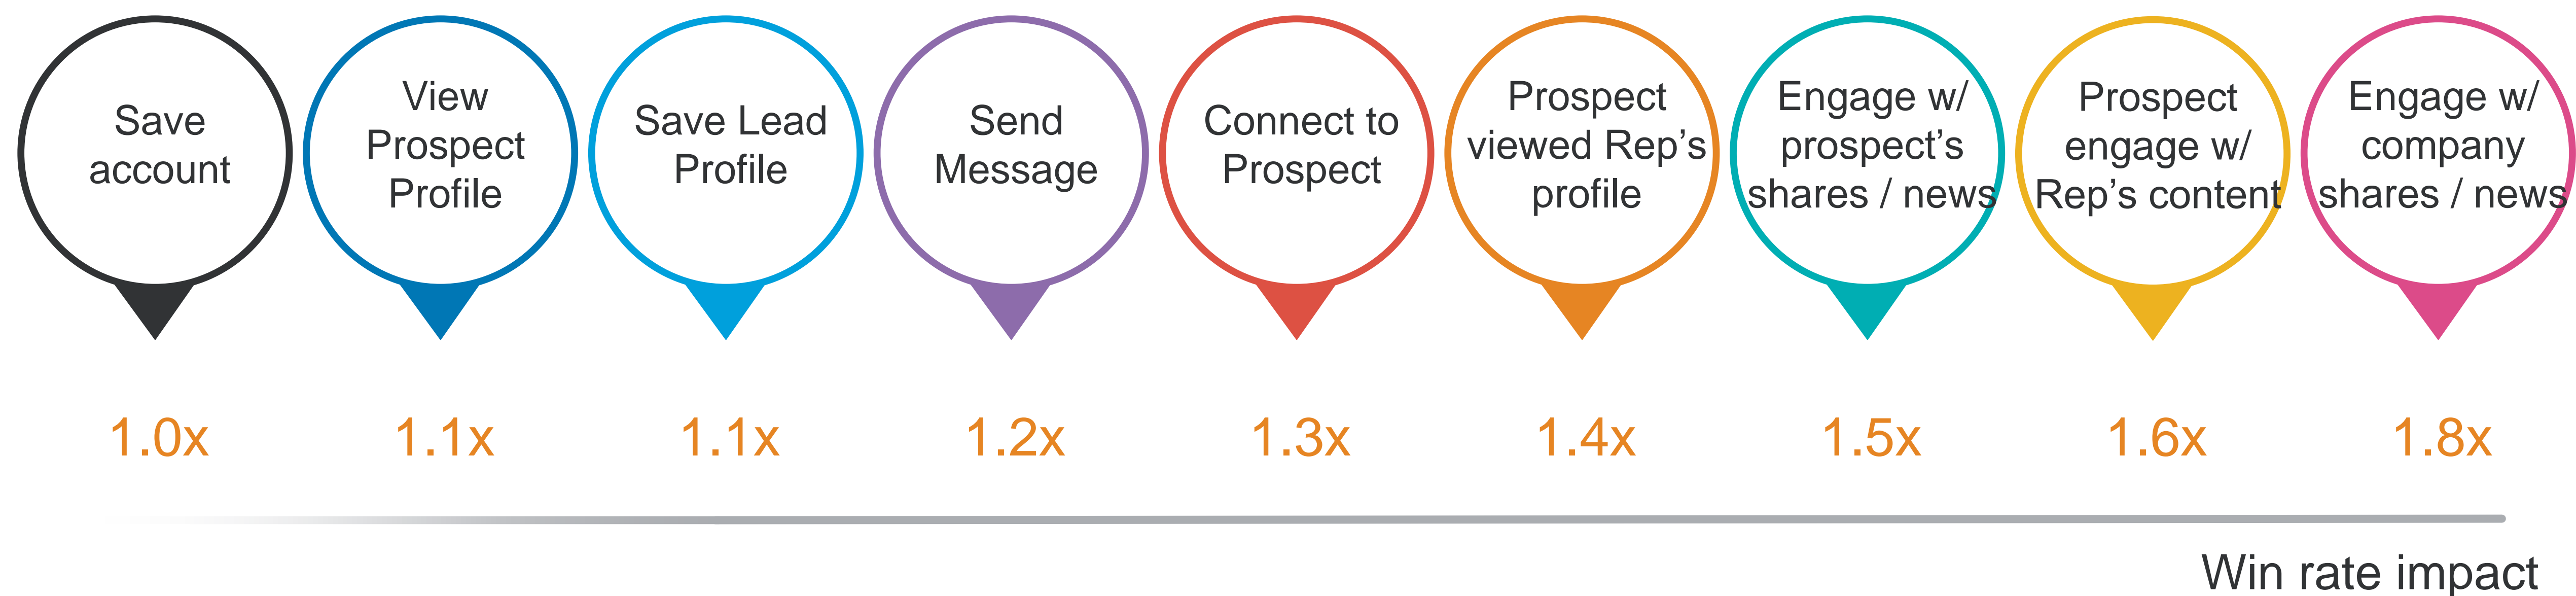 Save
account
View
Prospect
Profile
Save Lead
Profile
Send
Message
Connect to
Prospect
Prospect
viewed Rep's
profile
Engage w/
prospect's
shares / news
Prospect
engage w/
Rep's content
Engage w/
company
shares / news
1.0x
1.1x
1.1x
1.2x
1.3x
1.4x
1.5x
1.6x
1.8x
Win rate impact